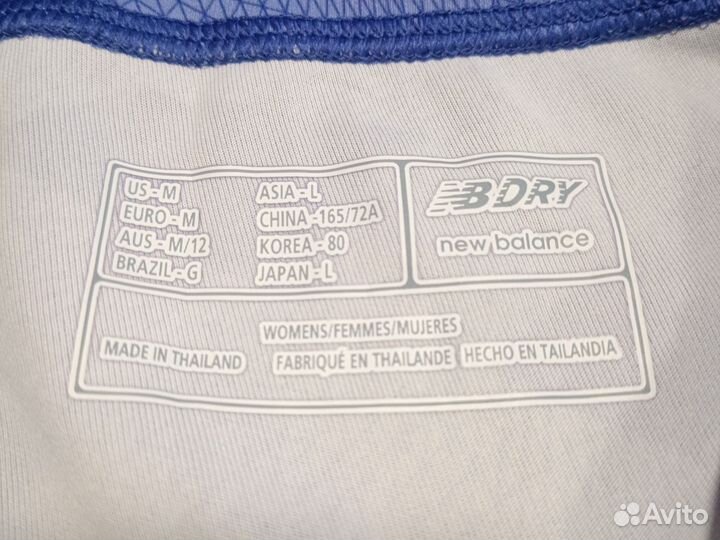 US-M
EURO-M
AUS-M/12
BRAZIL-G
ASIA-L
CHINA-165/72A
KOREA-80
JAPAN-L
NB DRY
new balance
WOMENS/FEMMES/MUJERES
MADE IN THAILAND
FABRIQUÉ EN THAILANDE
HECHO EN TAILANDIA
Avito